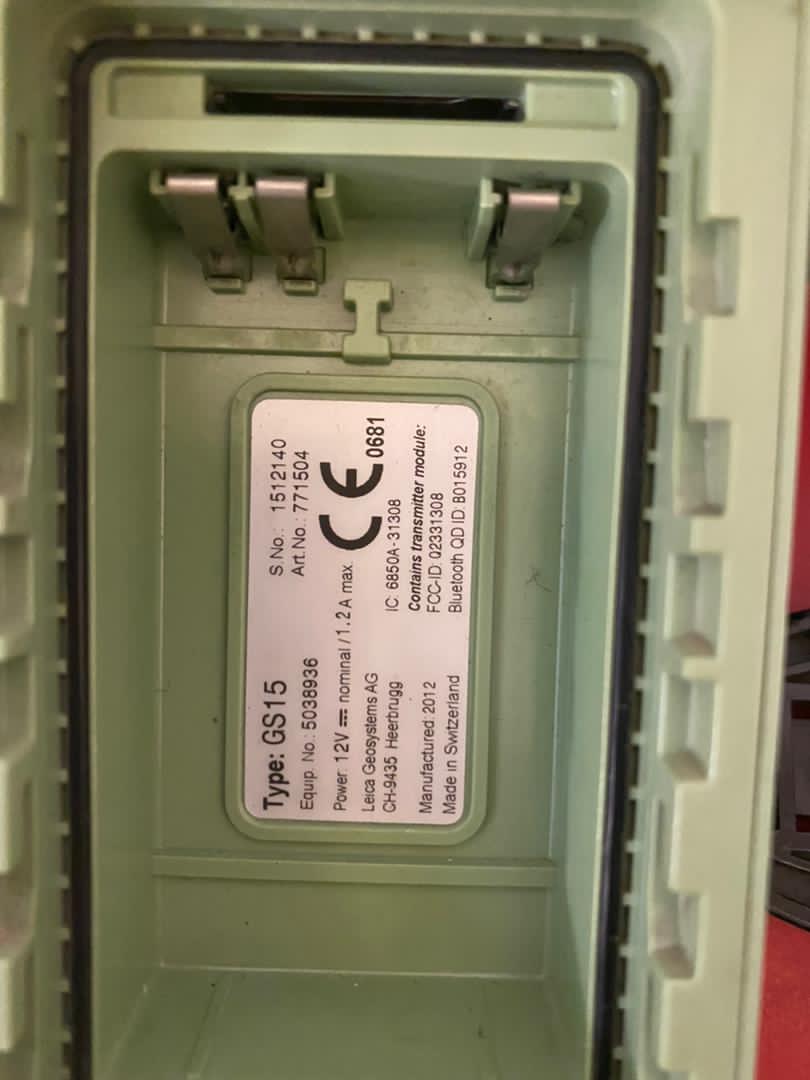 Type: GS15
S.No.: 1512140
Equip. No.: 5038936
Art.No.: 771504
Power: 12V nominal / 1.2 A max.
CE 0681
Leica Geosystems AG
CH-9435 Heerbrugg
IC: 6850A-31308
Contains transmitter module:
Manufactured: 2012
FCC-ID: Q2331308
Made in Switzerland
Bluetooth QD ID: B015912